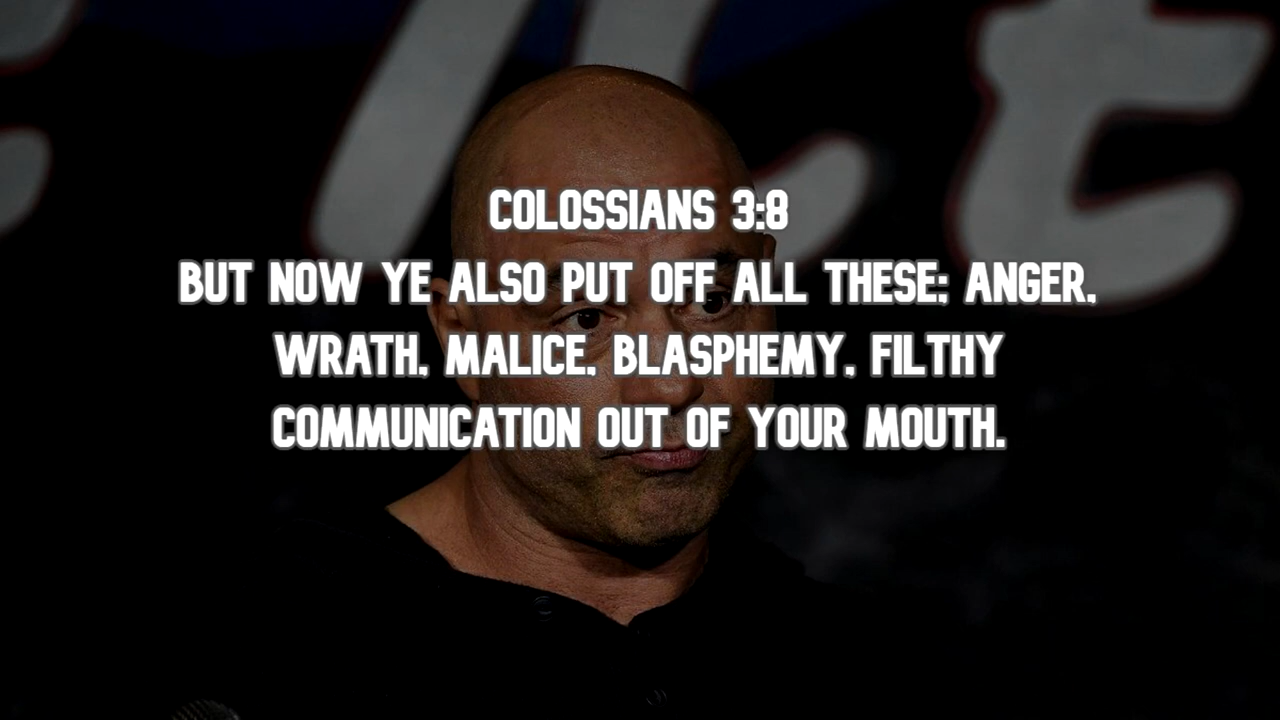 COLOSSIANS 3:8
BUT NOW YE ALSO PUT OFF ALL THESE; ANGER,
WRATH, MALICE, BLASPHEMY, FILTHY
COMMUNICATION OUT OF YOUR MOUTH.